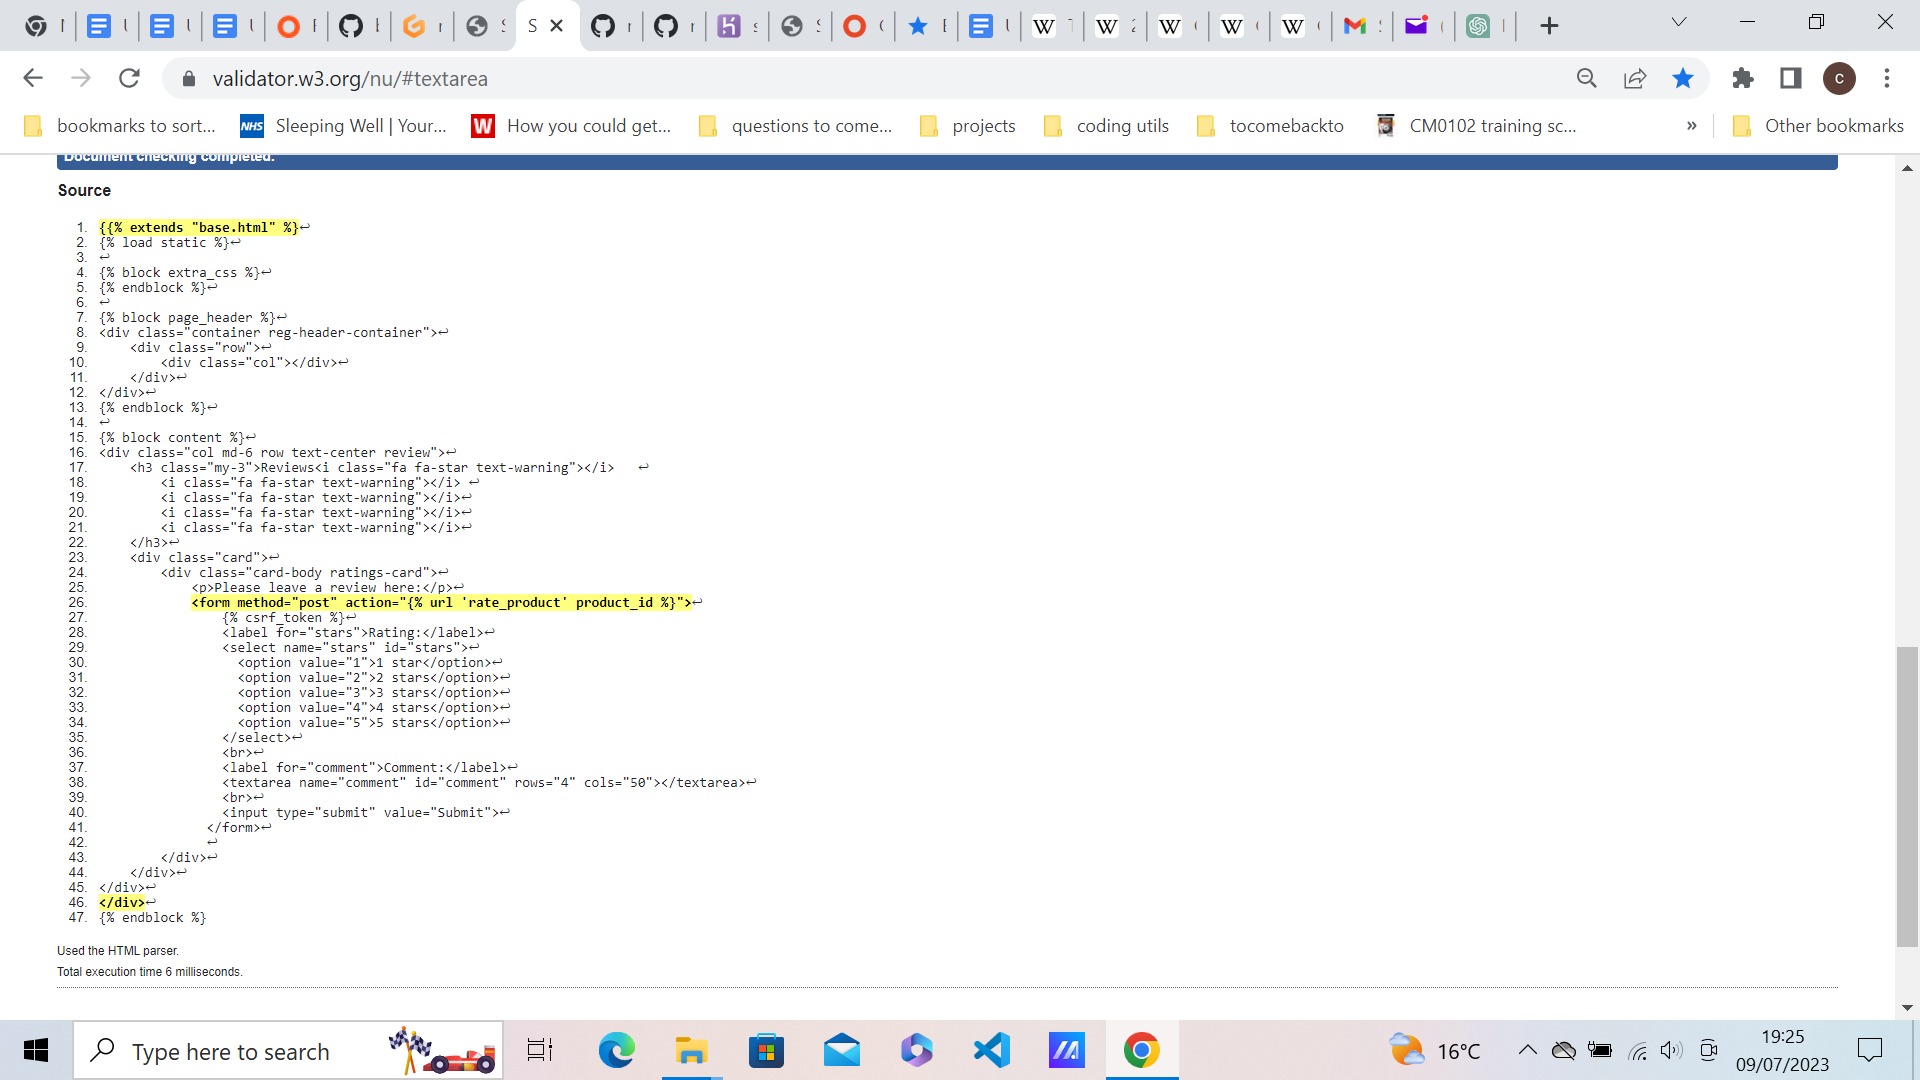 validator.w3.org/nu/#textarea
bookmarks to sort...
NHS
Sleeping Well | Your...
W
How you could get...
questions to come...
projects
coding utils
tocomebackto
CM0102 training sc...
»
Other bookmarks
Document checking completed.
Source
1. {{% extends "base.html" %}↩
2. {% load static %}↩
3. ↩
4. {% block extra_css %}↩
5. {% endblock %}↩
6. ↩
7. {% block page_header %}↩
8. <div class="container reg-header-container">↩
9. <div class="row">↩
10. <div class="col"></div>↩
11. </div>↩
12. </div>↩
13. {% endblock %}↩
14. ↩
15. {% block content %}↩
16. <div class="col md-6 row text-center review">↩
17. <h3 class="my-3">Reviews<i class="fa fa-star text-warning"></i> ↩
18. <i class="fa fa-star text-warning"></i> ↩
19. <i class="fa fa-star text-warning"></i>↩
20. <i class="fa fa-star text-warning"></i>↩
21. <i class="fa fa-star text-warning"></i>↩
22. </h3>↩
23. <div class="card">↩
24. <div class="card-body ratings-card">↩
25. <p>Please leave a review here:</p>↩
26. <form method="post" action="{% url 'rate_product' product_id %}">↩
27. {% csrf_token %}↩
28. <label for="stars">Rating:</label>↩
29. <select name="stars" id="stars">↩
30. <option value="1">1 star</option>↩
31. <option value="2">2 stars</option>↩
32. <option value="3">3 stars</option>↩
33. <option value="4">4 stars</option>↩
34. <option value="5">5 stars</option>↩
35. </select>↩
36. <br>↩
37. <label for="comment">Comment:</label>↩
38. <textarea name="comment" id="comment" rows="4" cols="50"></textarea>↩
39. <br>↩
40. <input type="submit" value="Submit">↩
41. </form>↩
42. ↩
43. </div>↩
44. </div>↩
45. </div>↩
46. </div>↩
47. {% endblock %}
Used the HTML parser.
Total execution time 6 milliseconds.
Type here to search
16°C
19:25
09/07/2023